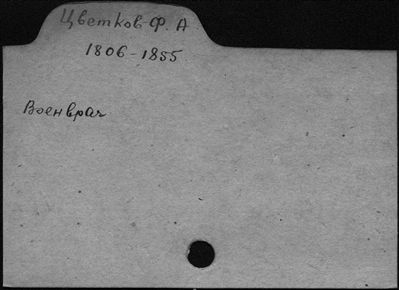 Цветков Ф. А.
1806-1855
Военврач